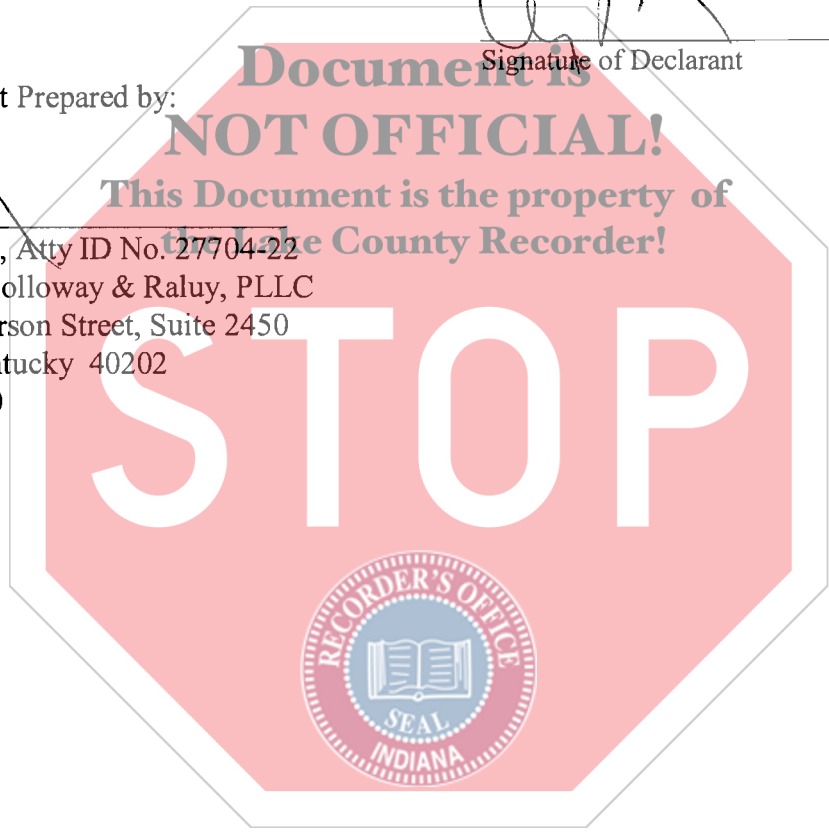 Document is
Signature of Declarant
t Prepared by:
NOT OFFICIAL!
This Document is the property of
the Lake County Recorder!
, Atty ID No. 27704-22
olloway & Raluy, PLLC
rson Street, Suite 2450
ntucky 40202
STOP
RECORDER'S OFFICE
SEAL
INDIANA